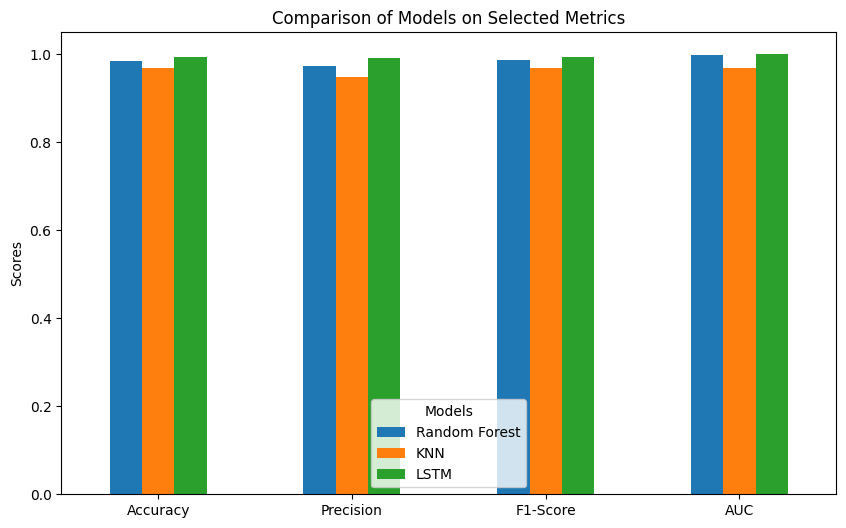 Comparison of Models on Selected Metrics
1.0
0.8
0.6
0.4
0.2
0.0
Scores
Models
Random Forest
KNN
LSTM
Accuracy
Precision
F1-Score
AUC